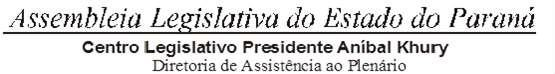 Assembleia Legislativa do Estado do Paraná
Centro Legislativo Presidente Aníbal Khury
Diretoria de Assistência ao Plenário